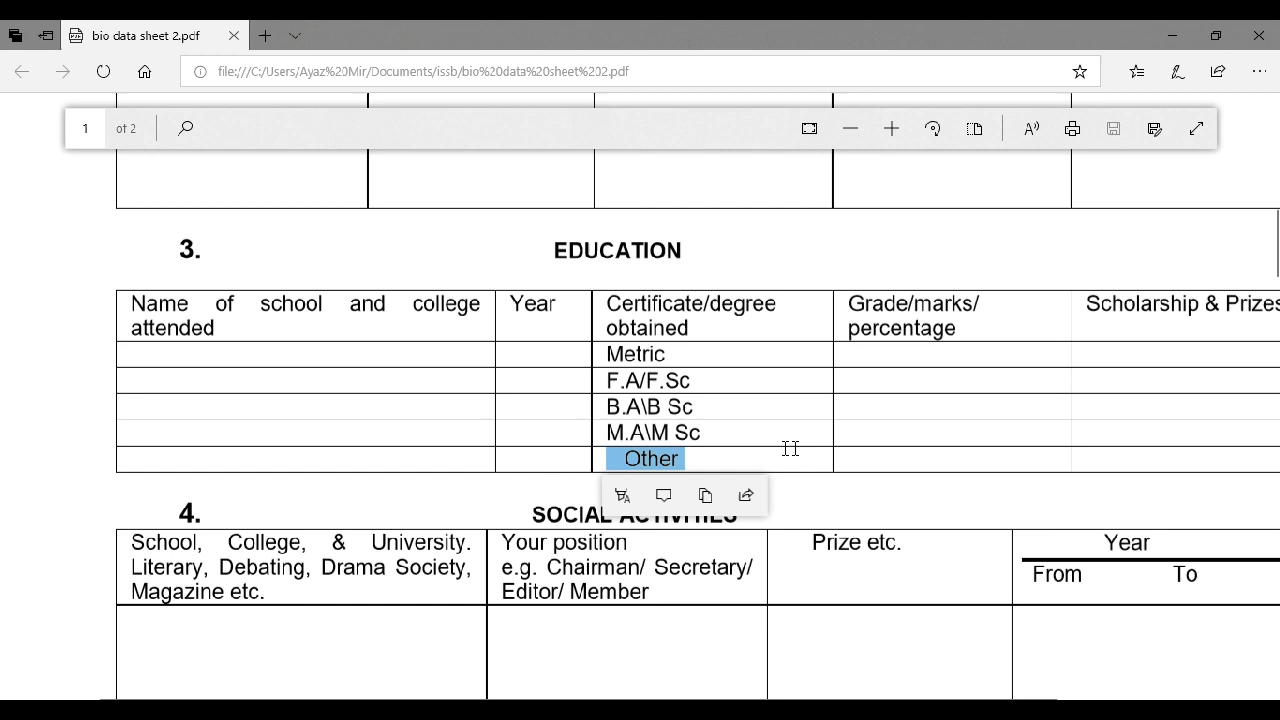 bio data sheet 2.pdf
file:///C:/Users/Ayaz%20Mir/Documents/issb/bio%20data%20sheet%202.pdf
1 of 2
3. EDUCATION
Name of school and college attended
Year
Certificate/degree obtained
Grade/marks/ percentage
Scholarship & Prizes
Metric
F.A/F.Sc
B.A\B Sc
M.A\M Sc
Other
4. SOCIAL ACTIVITIES
School, College, & University.
Literary, Debating, Drama Society,
Magazine etc.
Your position
e.g. Chairman/ Secretary/
Editor/ Member
Prize etc.
Year
From To